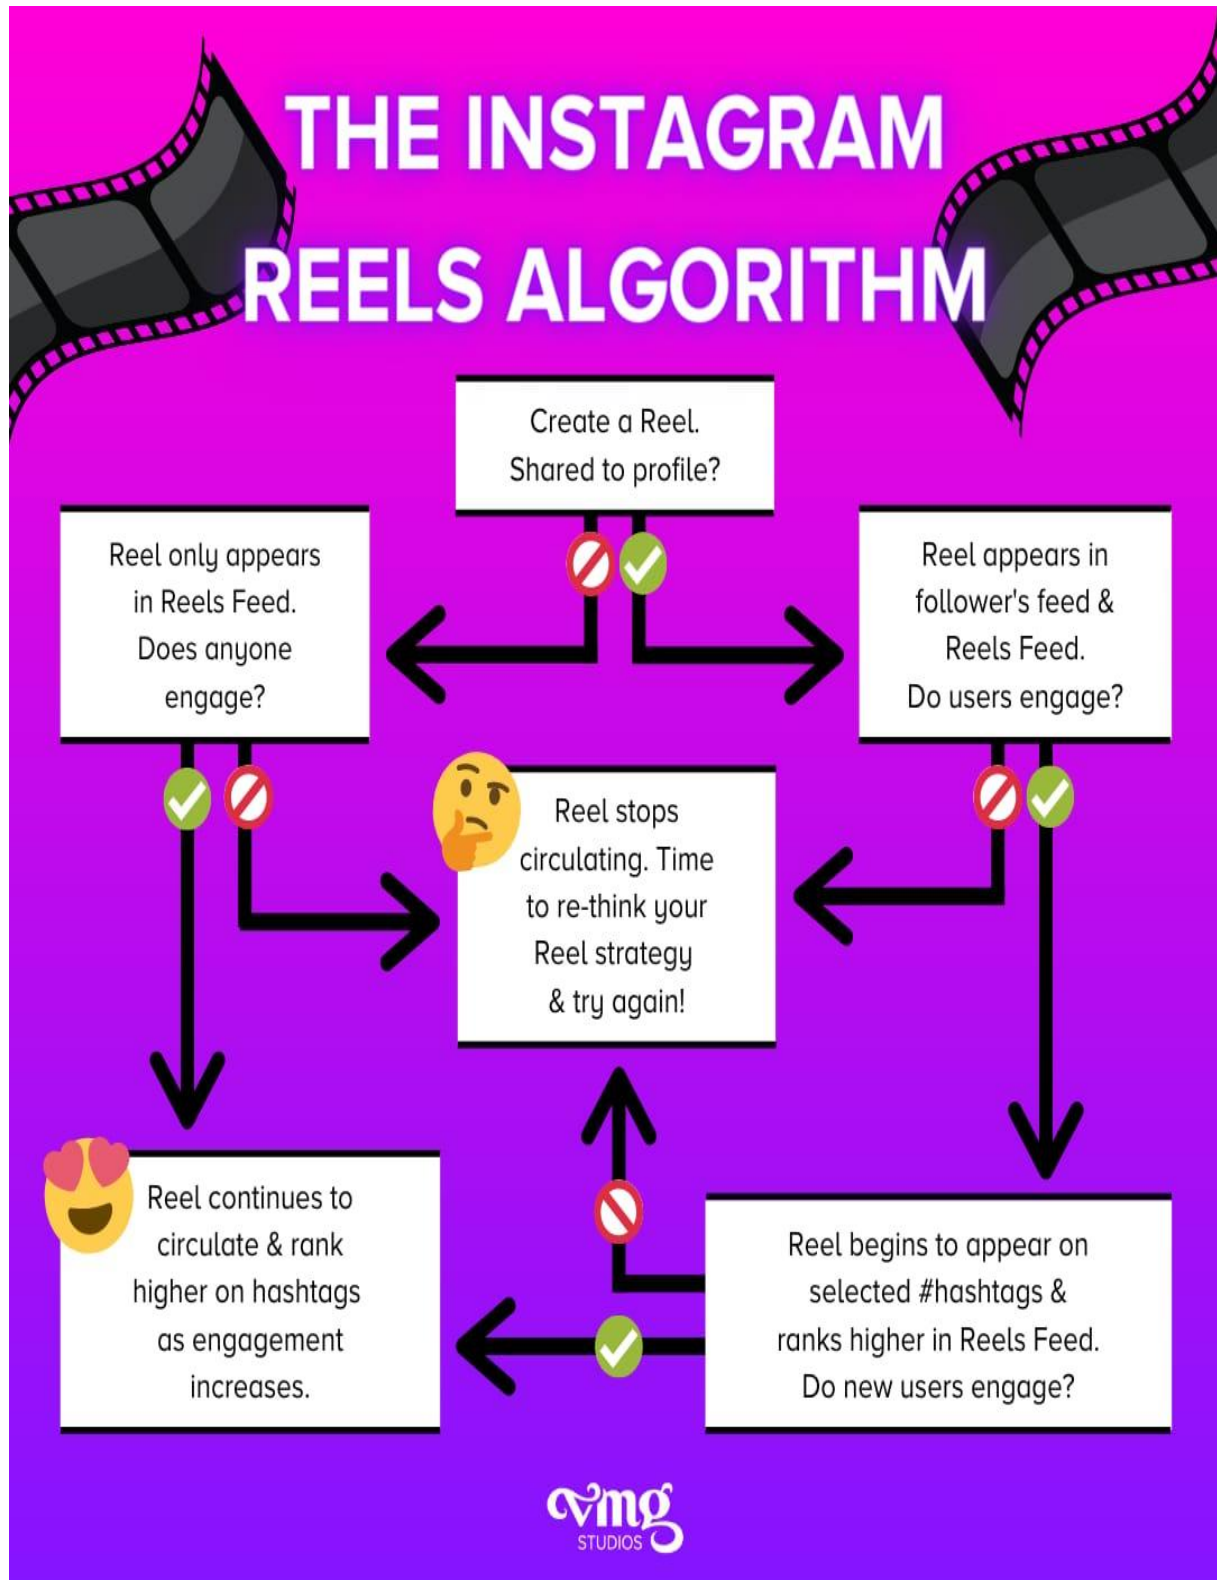 THE INSTAGRAM
REELS ALGORITHM
Create a Reel.
Shared to profile?
Reel only appears
in Reels Feed.
Does anyone
engage?
Reel appears in
follower's feed &
Reels Feed.
Do users engage?
Reel stops
circulating. Time
to re-think your
Reel strategy
& try again!
Reel continues to
circulate & rank
higher on hashtags
as engagement
increases.
Reel begins to appear on
selected #hashtags &
ranks higher in Reels Feed.
Do new users engage?
vmg
STUDIOS